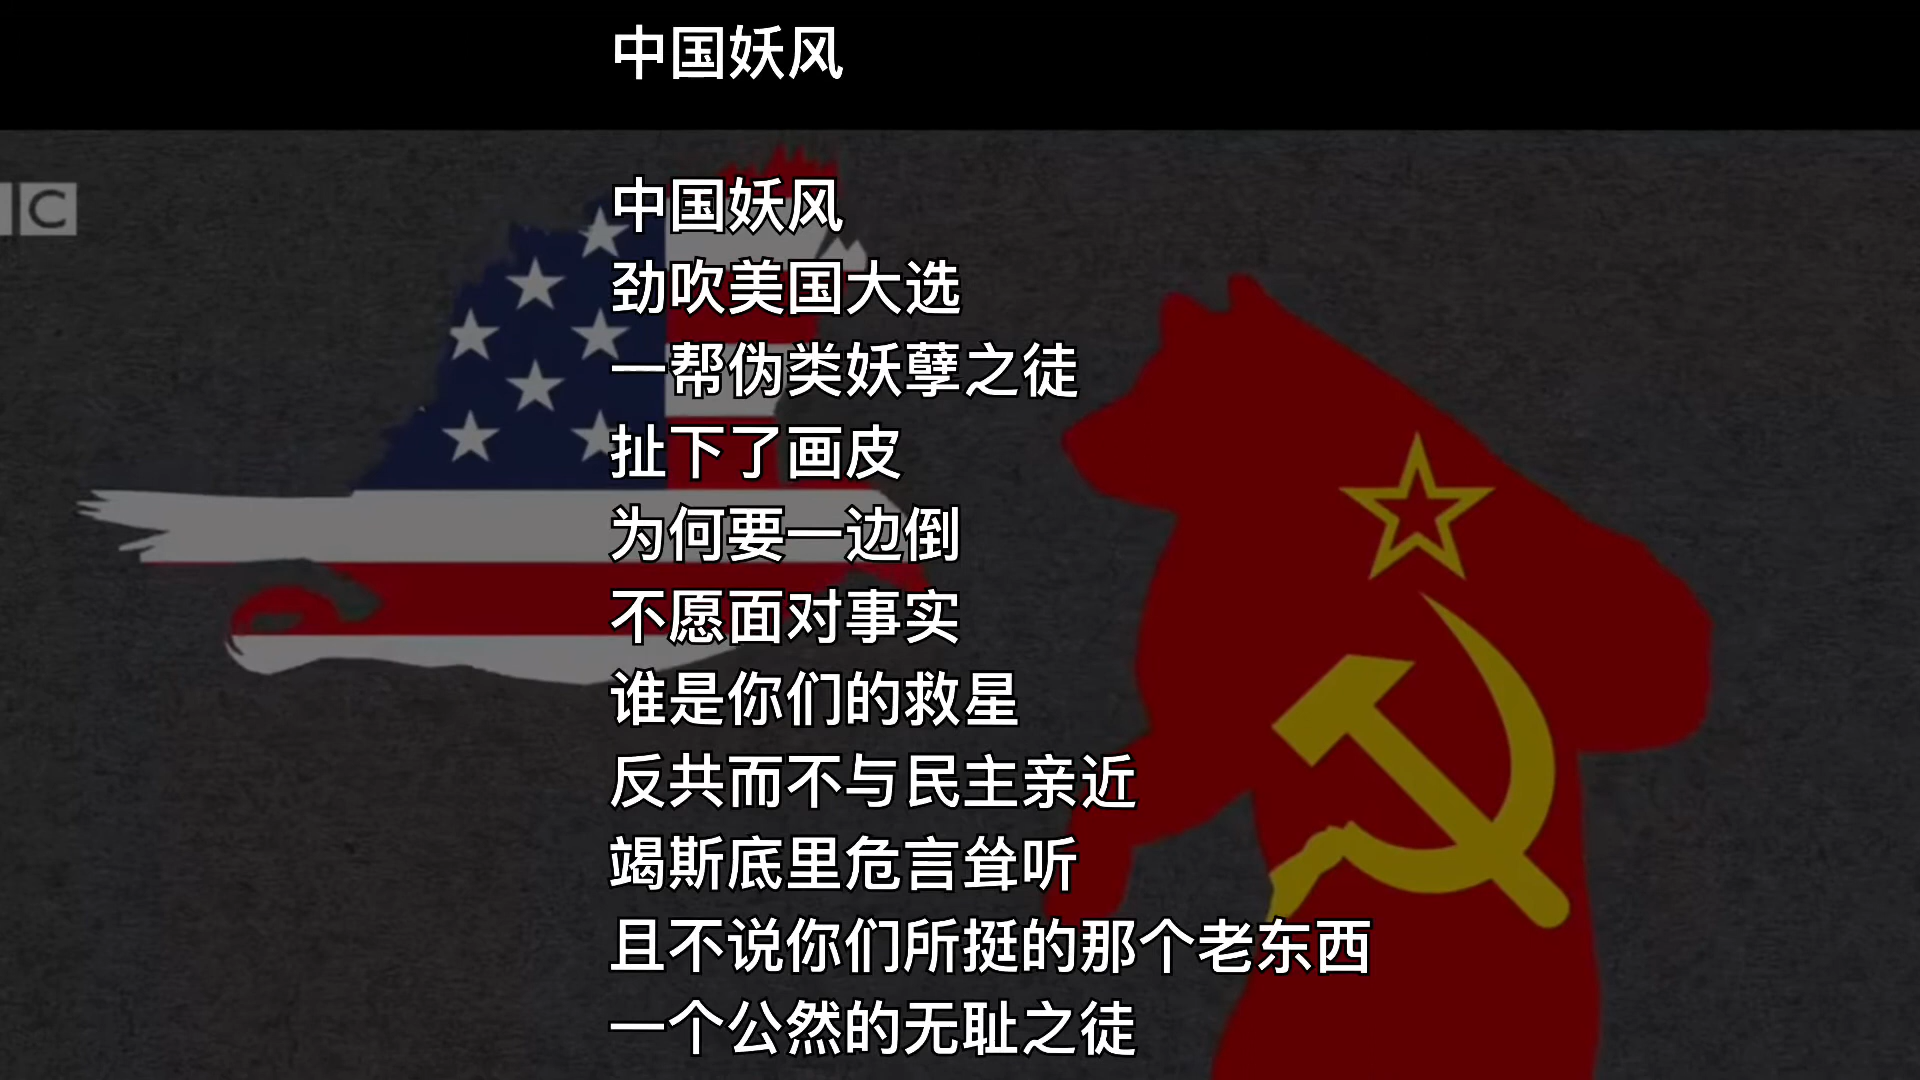 中国妖风
C
中国妖风
劲吹美国大选
一帮伪类妖孽之徒
扯下了画皮
为何要一边倒
不愿面对事实
谁是你们的救星
反共而不与民主亲近
竭斯底里危言耸听
且不说你们所挺的那个老东西
一个公然的无耻之徒